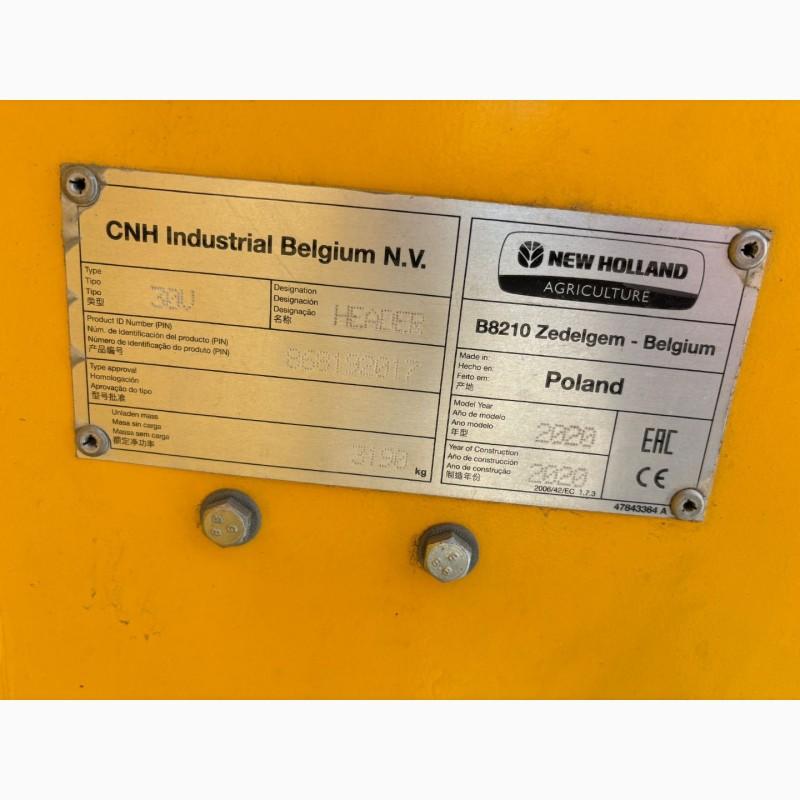 CNH Industrial Belgium N.V.
Type
Tipo
Tipo
类型
30V
Designation
Designación
Designação
名称
HEADER
Product ID Number (PIN)
Núm. de identificación del producto (PIN)
Número de identificação do produto (PIN)
产品编号
868192017
Type approval
Homologación
Aprovação do tipo
型号批准
Unladen mass
Masa sin carga
Massa sem carga
额定净功率
3190 kg
NEW HOLLAND
AGRICULTURE
B8210 Zedelgem - Belgium
Made in:
Hecho en:
Feito em:
产地
Poland
Model Year
Año de modelo
Ano modelo
年型
2020
Year of Construction
Año de construcción
Ano de construção
制造年份
2020
2006/42/EC 1.7.3
EAC
CE
47843364 A